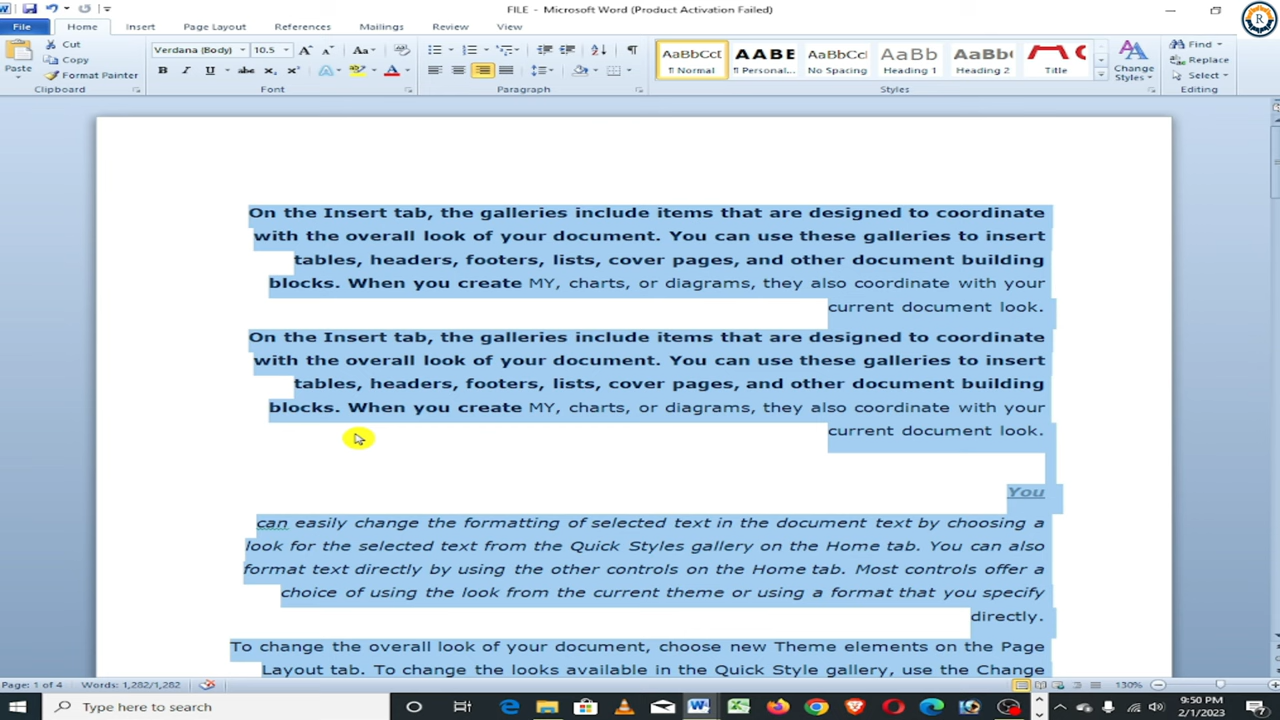 FILE - Microsoft Word (Product Activation Failed)
File Home Insert Page Layout References Mailings Review View
Cut
Copy
Format Painter
Paste
Clipboard
Verdana (Body) 10.5
Font
Paragraph
AaBbCcD AABE AaBbCcDd AaBb AaBb
¶ Normal ¶ Personal... No Spacing Heading 1 Heading 2 Title
Change Styles
Styles
Find
Replace
Select
Editing
R
On the Insert tab, the galleries include items that are designed to coordinate
with the overall look of your document. You can use these galleries to insert
tables, headers, footers, lists, cover pages, and other document building
blocks. When you create MY, charts, or diagrams, they also coordinate with your
current document look.
On the Insert tab, the galleries include items that are designed to coordinate
with the overall look of your document. You can use these galleries to insert
tables, headers, footers, lists, cover pages, and other document building
blocks. When you create MY, charts, or diagrams, they also coordinate with your
current document look.
You
can easily change the formatting of selected text in the document text by choosing a
look for the selected text from the Quick Styles gallery on the Home tab. You can also
format text directly by using the other controls on the Home tab. Most controls offer a
choice of using the look from the current theme or using a format that you specify
directly.
To change the overall look of your document, choose new Theme elements on the Page
Layout tab. To change the looks available in the Quick Style gallery, use the Change
Page: 1 of 4 Words: 1,282/1,282 130%
Type here to search
9:50 PM
2/1/2023